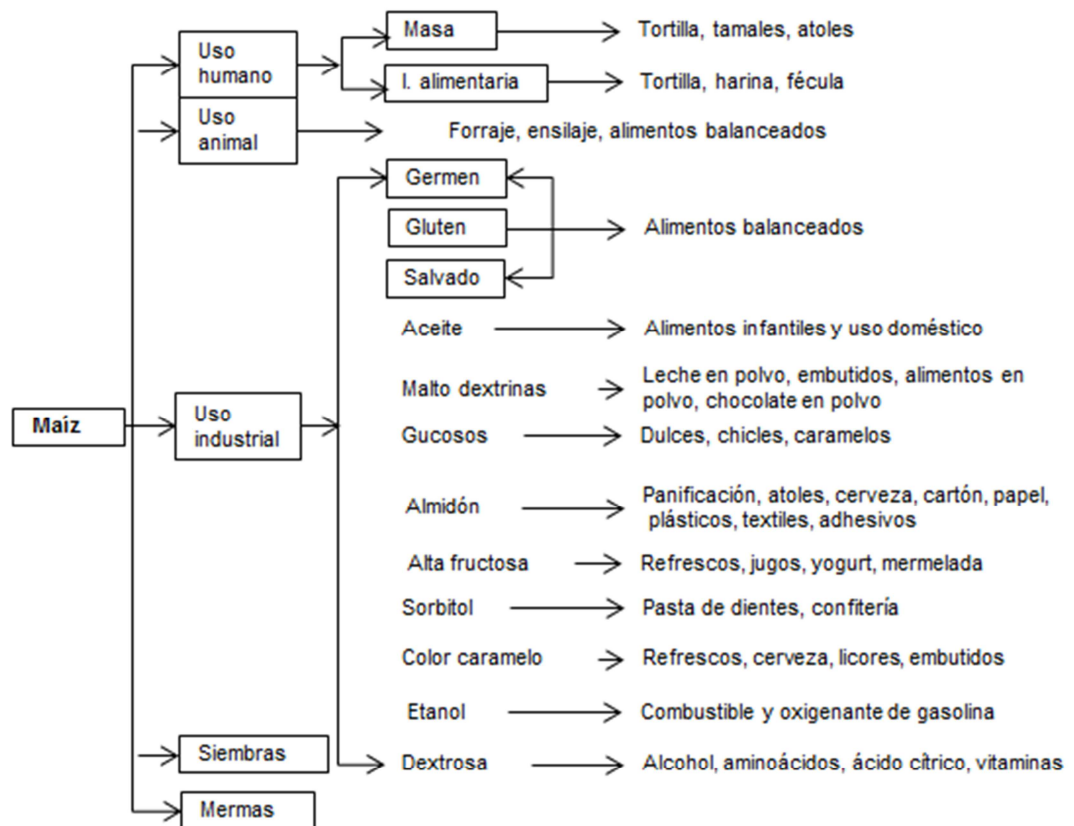 Masa
Tortilla, tamales, atoles
Uso
humano
I. alimentaria
Tortilla, harina, fécula
Uso
animal
Forraje, ensilaje, alimentos balanceados
Germen
Gluten
Alimentos balanceados
Salvado
Aceite
Alimentos infantiles y uso doméstico
Malto dextrinas
Leche en polvo, embutidos, alimentos en
polvo, chocolate en polvo
Maíz
Uso
industrial
Gucosos
Dulces, chicles, caramelos
Almidón
Panificación, atoles, cerveza, cartón, papel,
plásticos, textiles, adhesivos
Alta fructosa
Refrescos, jugos, yogurt, mermelada
Sorbitol
Pasta de dientes, confitería
Color caramelo
Refrescos, cerveza, licores, embutidos
Etanol
Combustible y oxigenante de gasolina
Siembras
Dextrosa
Alcohol, aminoácidos, ácido cítrico, vitaminas
Mermas